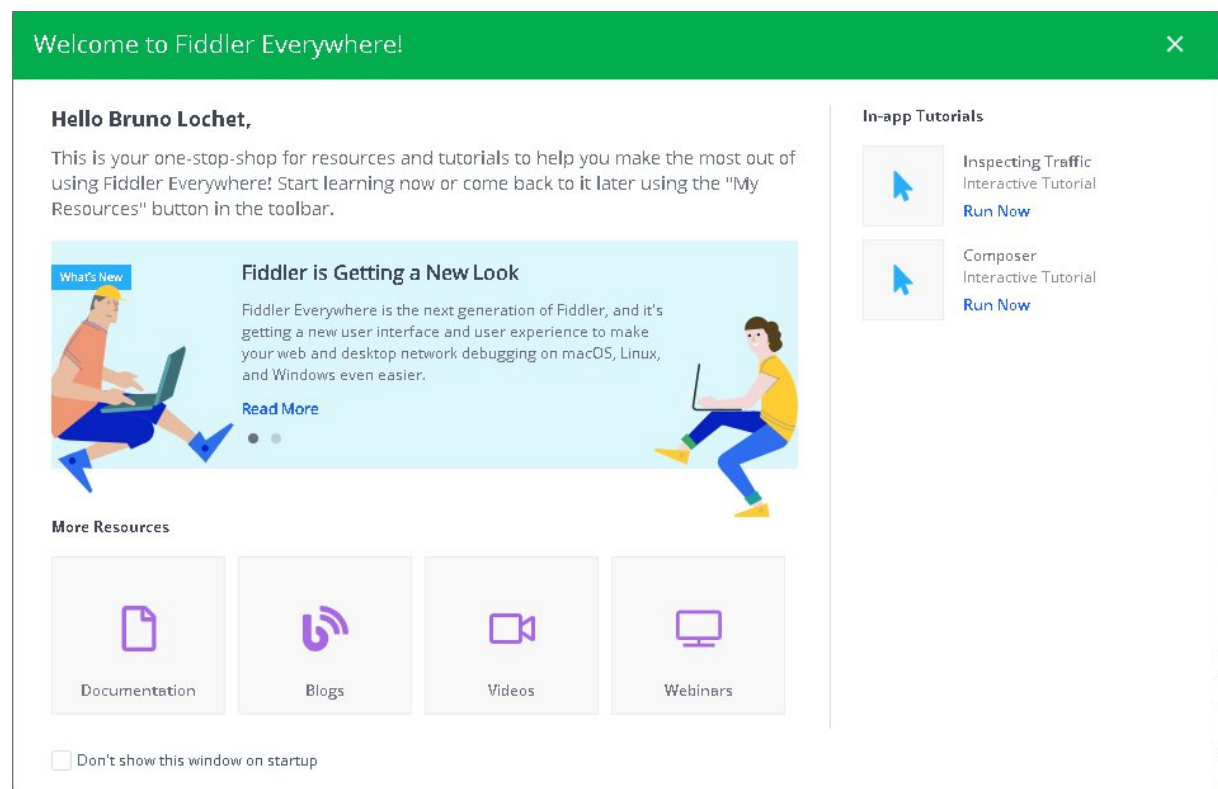 Welcome to Fiddler Everywhere!
Hello Bruno Lochet,
This is your one-stop-shop for resources and tutorials to help you make the most out of
using Fiddler Everywhere! Start learning now or come back to it later using the "My
Resources" button in the toolbar.
What's New
Fiddler is Getting a New Look
Fiddler Everywhere is the next generation of Fiddler, and it's
getting a new user interface and user experience to make
your web and desktop network debugging on macOS, Linux,
and Windows even easier.
Read More
More Resources
Documentation
Blogs
Videos
Webinars
Don't show this window on startup
In-app Tutorials
Inspecting Traffic
Interactive Tutorial
Run Now
Composer
Interactive Tutorial
Run Now